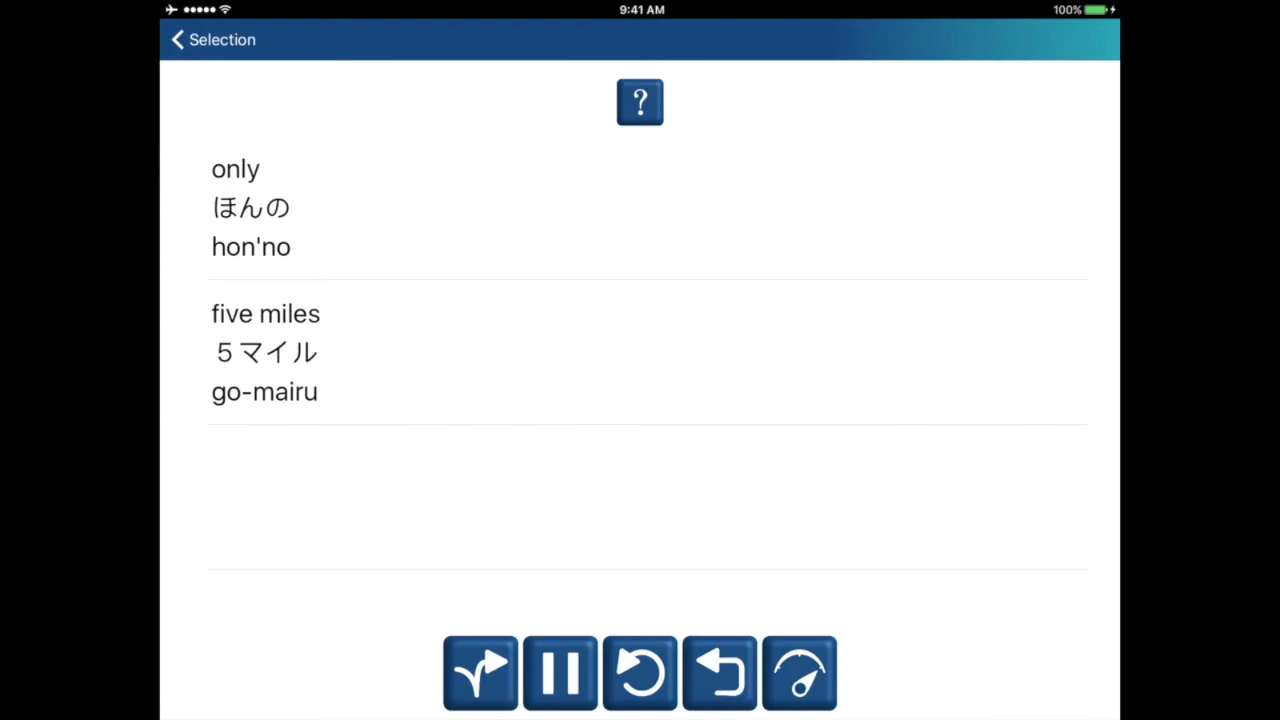 9:41 AM
100%
Selection
?
only
ほんの
hon'no
five miles
５マイル
go-mairu